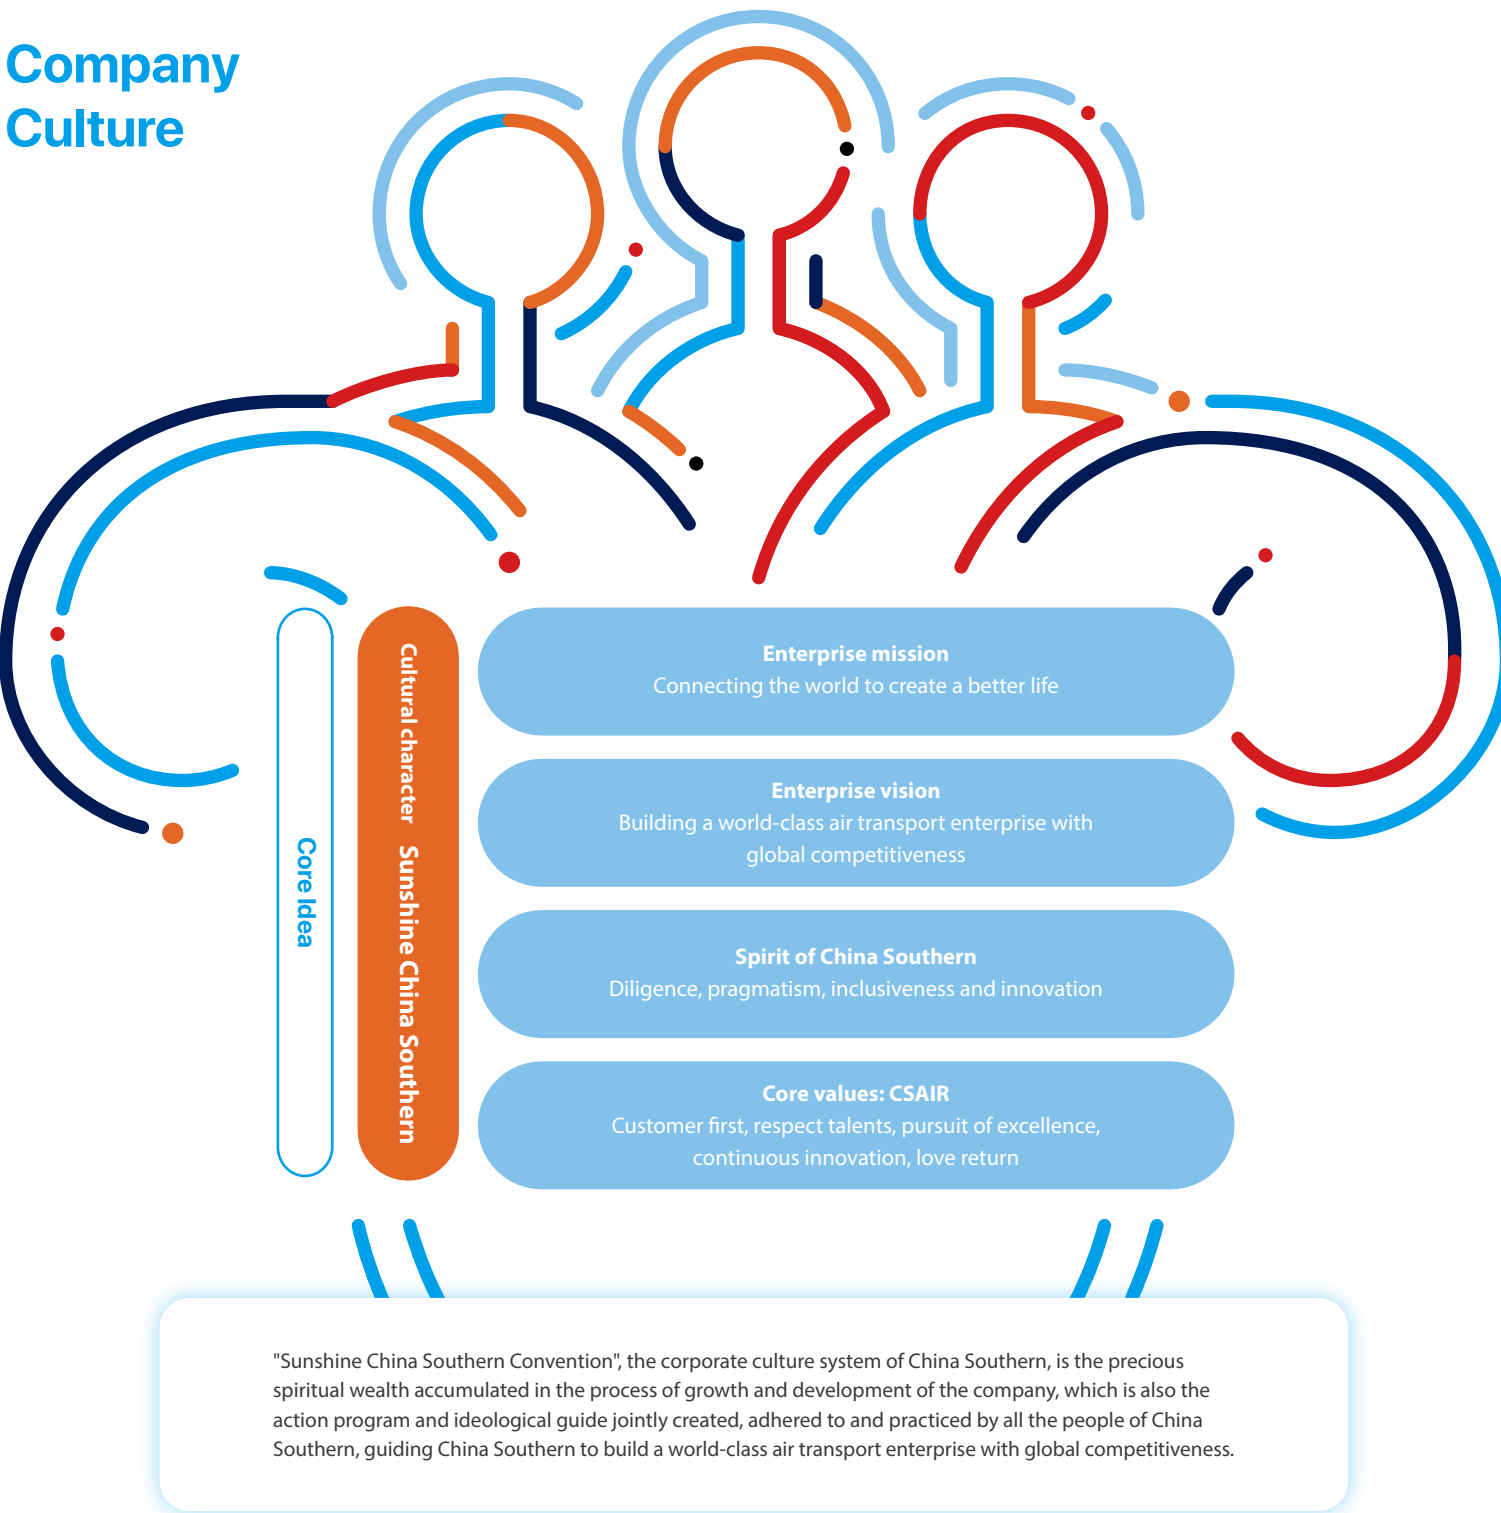 Company
Culture
Core Idea
Cultural character Sunshine China Southern
Enterprise mission
Connecting the world to create a better life
Enterprise vision
Building a world-class air transport enterprise with
global competitiveness
Spirit of China Southern
Diligence, pragmatism, inclusiveness and innovation
Core values: CSAIR
Customer first, respect talents, pursuit of excellence,
continuous innovation, love return
"Sunshine China Southern Convention", the corporate culture system of China Southern, is the precious
spiritual wealth accumulated in the process of growth and development of the company, which is also the
action program and ideological guide jointly created, adhered to and practiced by all the people of China
Southern, guiding China Southern to build a world-class air transport enterprise with global competitiveness.